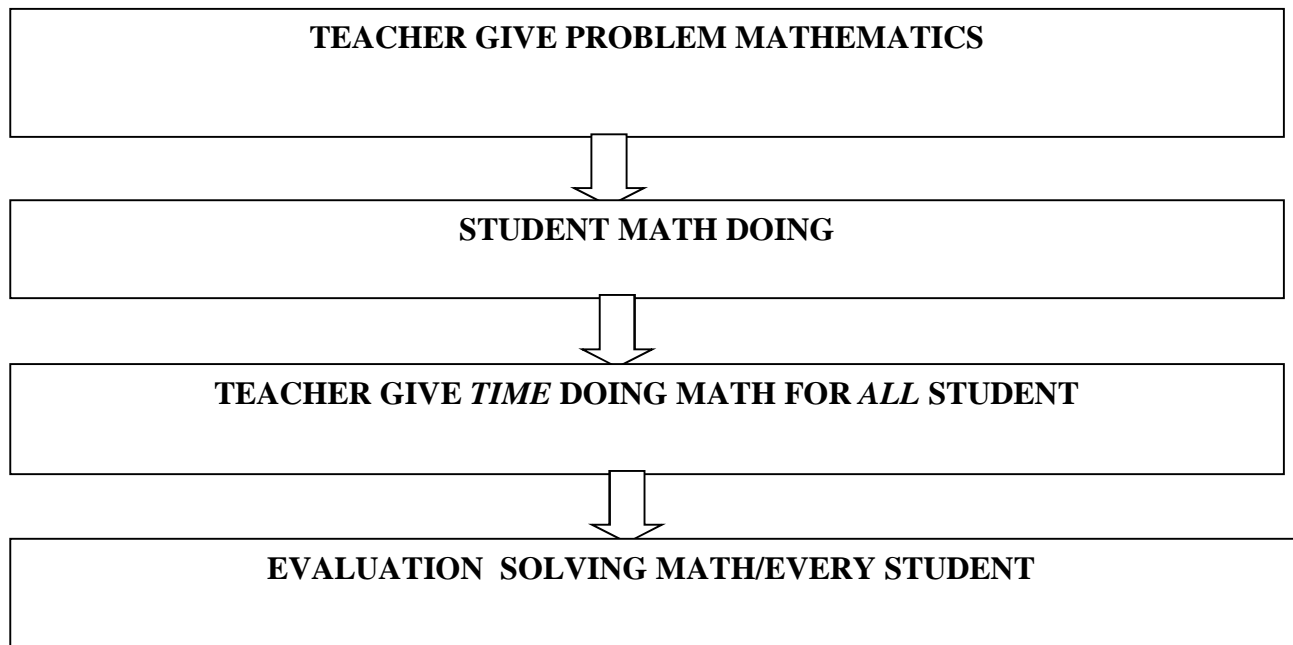 TEACHER GIVE PROBLEM MATHEMATICS
STUDENT MATH DOING
TEACHER GIVE TIME DOING MATH FOR ALL STUDENT
EVALUATION SOLVING MATH/EVERY STUDENT